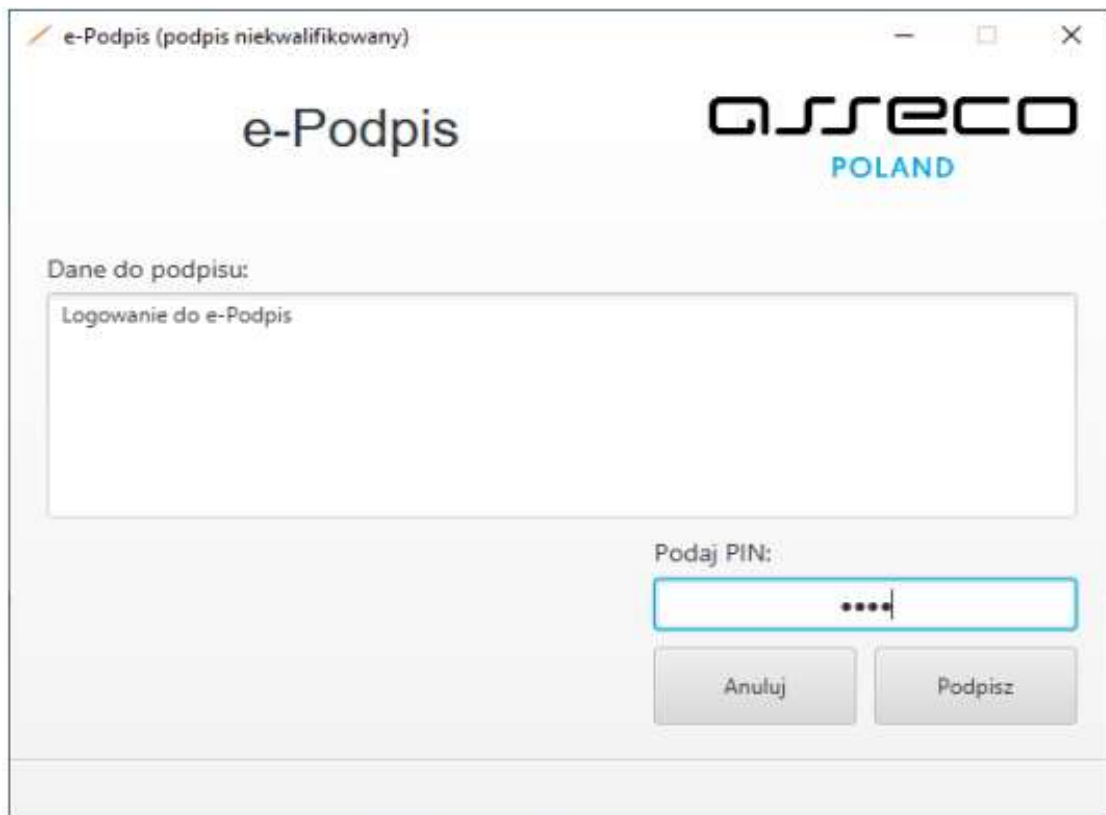 e-Podpis (podpis niekwalifikowany)
e-Podpis
asseco
POLAND
Dane do podpisu:
Logowanie do e-Podpis
Podaj PIN:
••••
Anuluj
Podpisz